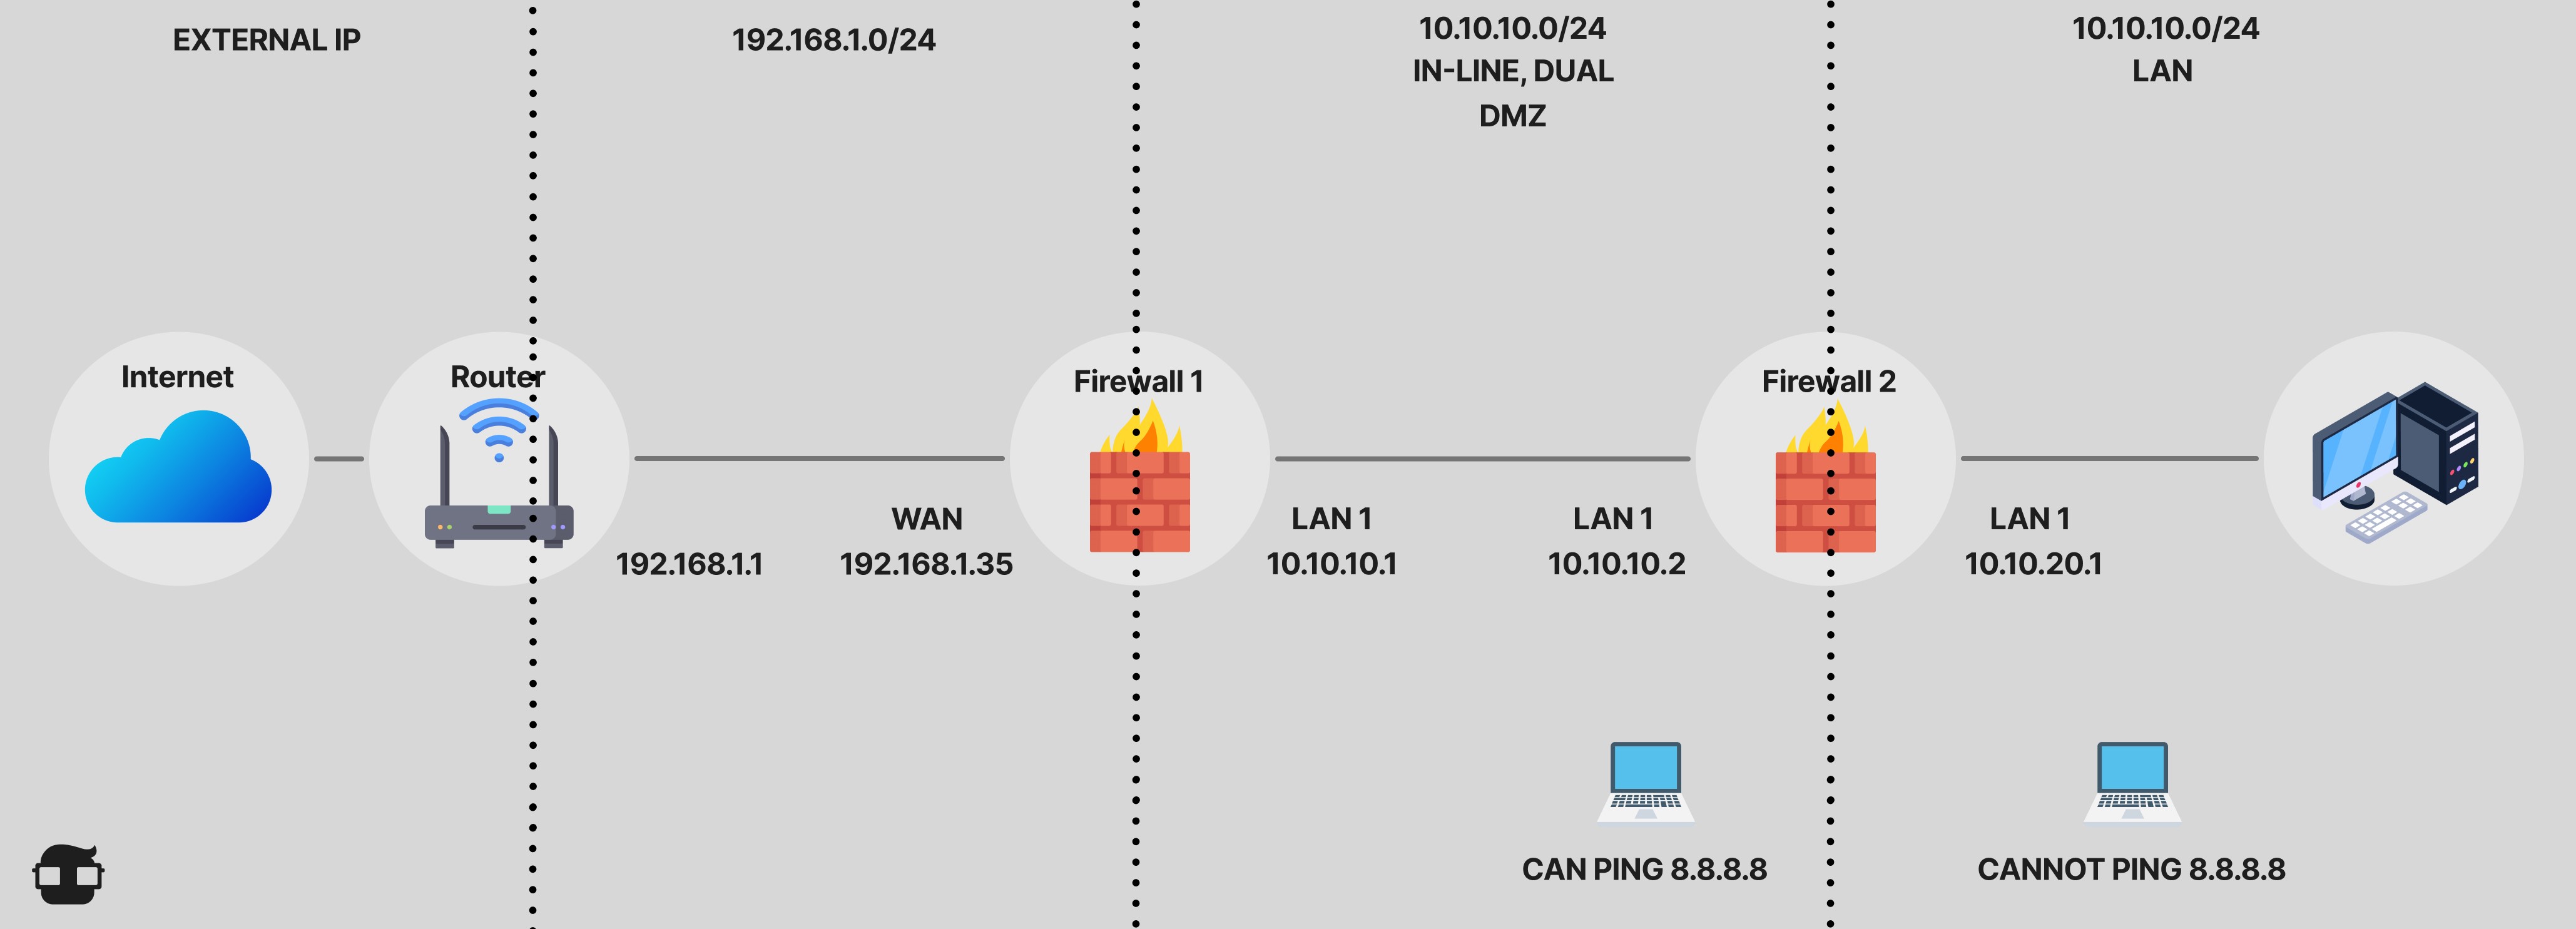 EXTERNAL IP
192.168.1.0/24
10.10.10.0/24
IN-LINE, DUAL
DMZ
10.10.10.0/24
LAN
Internet
Router
Firewall 1
Firewall 2
192.168.1.1
WAN
192.168.1.35
LAN 1
10.10.10.1
LAN 1
10.10.10.2
LAN 1
10.10.20.1
CAN PING 8.8.8.8
CANNOT PING 8.8.8.8